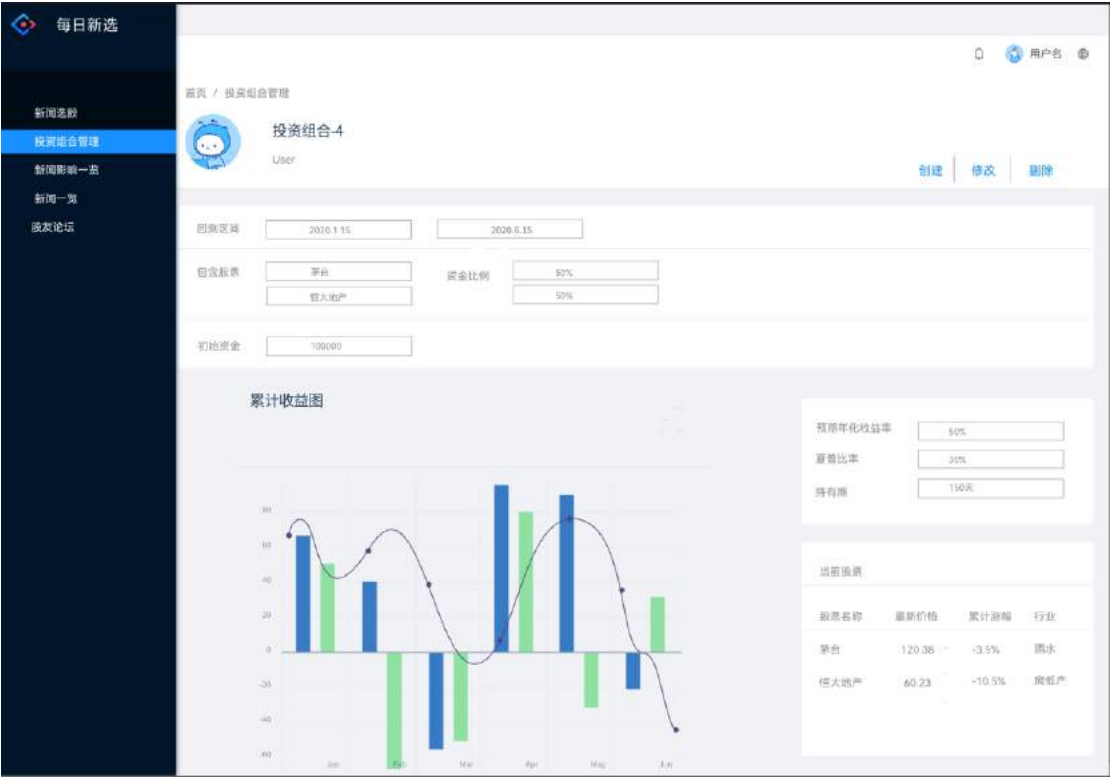 每日新选
用户名
首页 / 投资组合管理
新闻选股
投资组合管理
新闻影响一览
新闻一览
股友论坛
投资组合-4
User
创建 修改 删除
回测区间 2020.1.15 2020.6.15
包含股票 茅台 资金比例 50%
恒大地产 50%
初始资金 100000
累计收益图
80
60
40
20
0
-20
-40
-60
Jan Feb Mar Apr May Jun
预期年化收益率 50%
夏普比率 30%
持有期 150天
当前股票
股票名称 最新价格 累计涨幅 行业
茅台 120.38 -3.5% 酒水
恒大地产 60.23 -10.5% 房低产